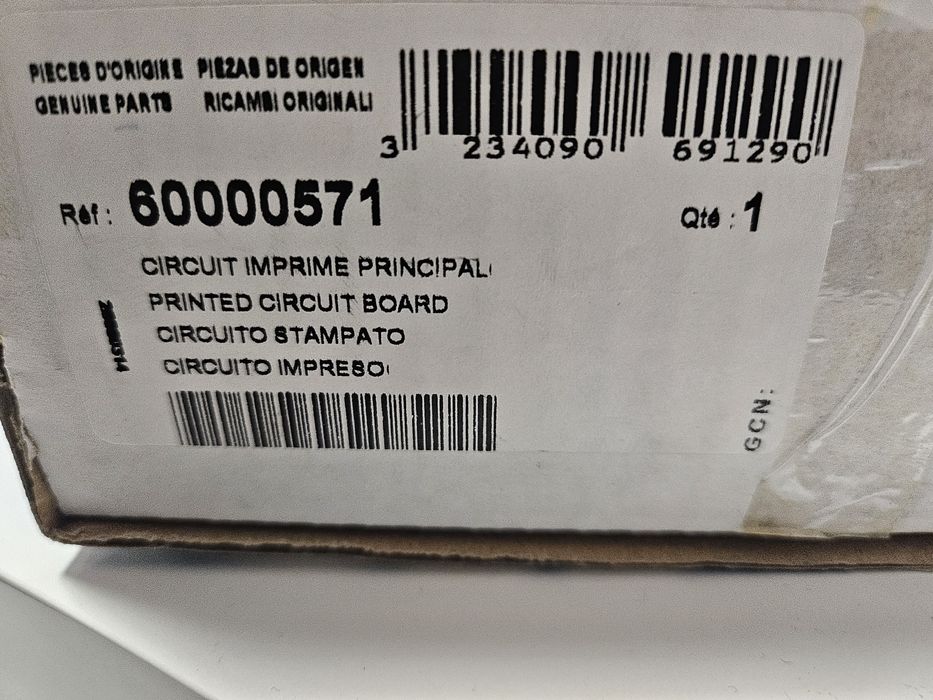 PIECES D'ORIGINE PIEZAS DE ORIGEN
GENUINE PARTS RICAMBI ORIGINALI
3 234090 691290
Réf : 60000571
Qté : 1
CIRCUIT IMPRIME PRINCIPAL
PRINTED CIRCUIT BOARD
CIRCUITO STAMPATO
CIRCUITO IMPRESO
GCN: